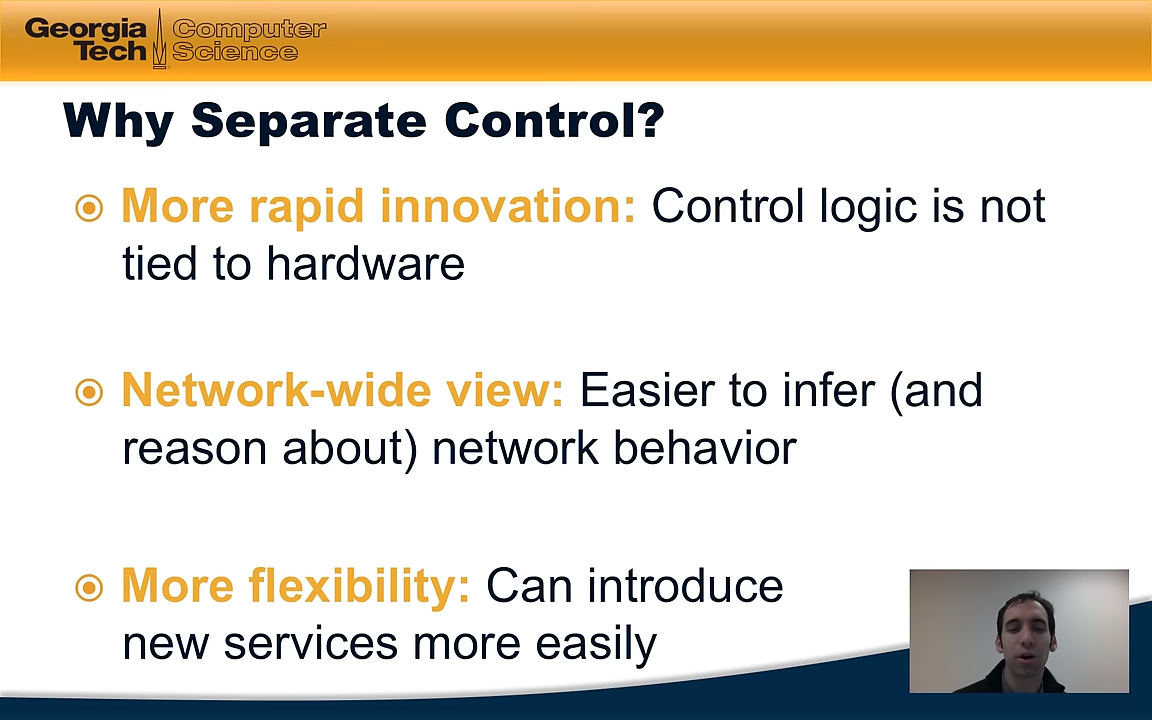 Georgia Tech
Computer Science
Why Separate Control?
More rapid innovation: Control logic is not
tied to hardware
Network-wide view: Easier to infer (and
reason about) network behavior
More flexibility: Can introduce
new services more easily